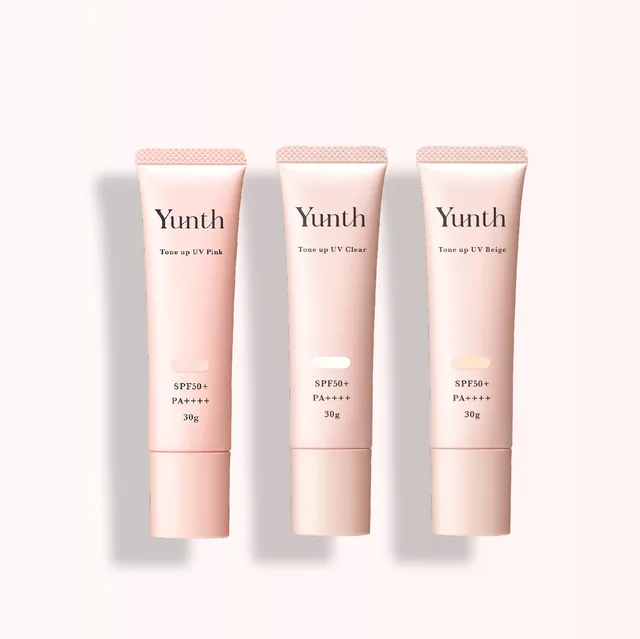 Yunth
Tone up UV Pink
SPF50+
PA++++
30g
Yunth
Tone up UV Clear
SPF50+
PA++++
30g
Yunth
Tone up UV Beige
SPF50+
PA++++
30g